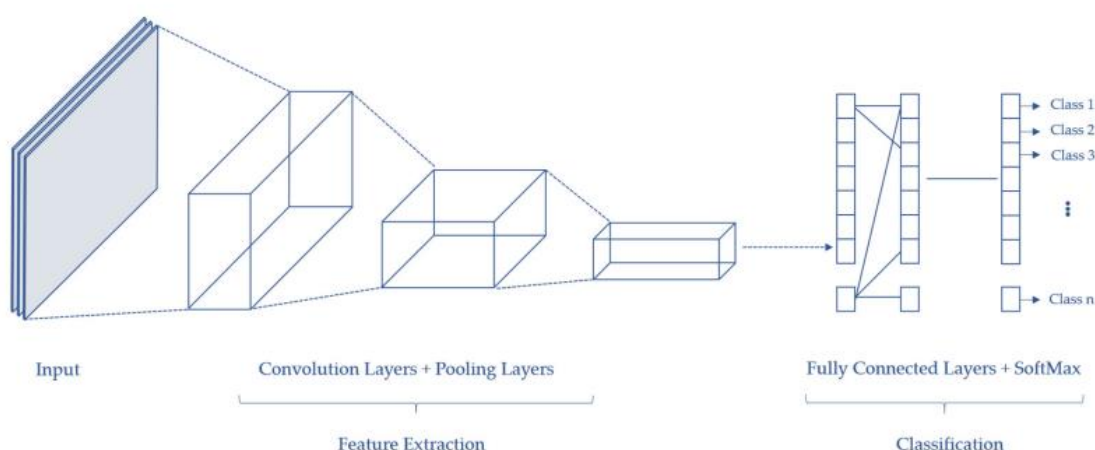 Class 1
Class 2
Class 3
Class n
Input
Convolution Layers + Pooling Layers
Fully Connected Layers + SoftMax
Feature Extraction
Classification